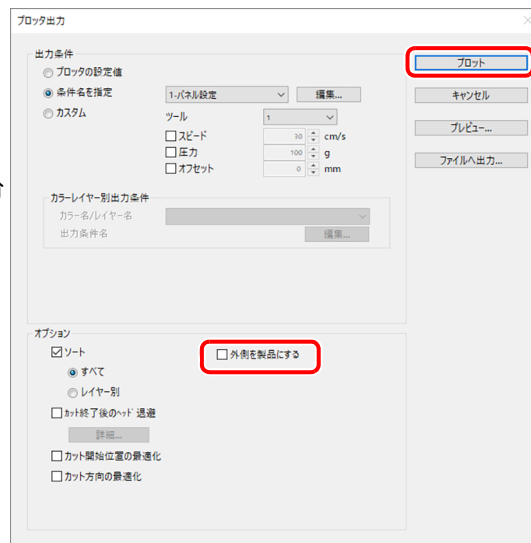 プロッタ出力
出力条件
プロッタの設定値
条件名を指定
1-パネル設定
編集...
カスタム
ツール
1
スピード
30
cm/s
圧力
100
g
オフセット
0
mm
カラーレイヤー別出力条件
カラー名/レイヤー名
出力条件名
編集...
オプション
ソート
すべて
レイヤー別
カット終了後のヘッド退避
詳細...
カット開始位置の最適化
カット方向の最適化
外側を製品にする
プロット
キャンセル
プレビュー...
ファイルへ出力...